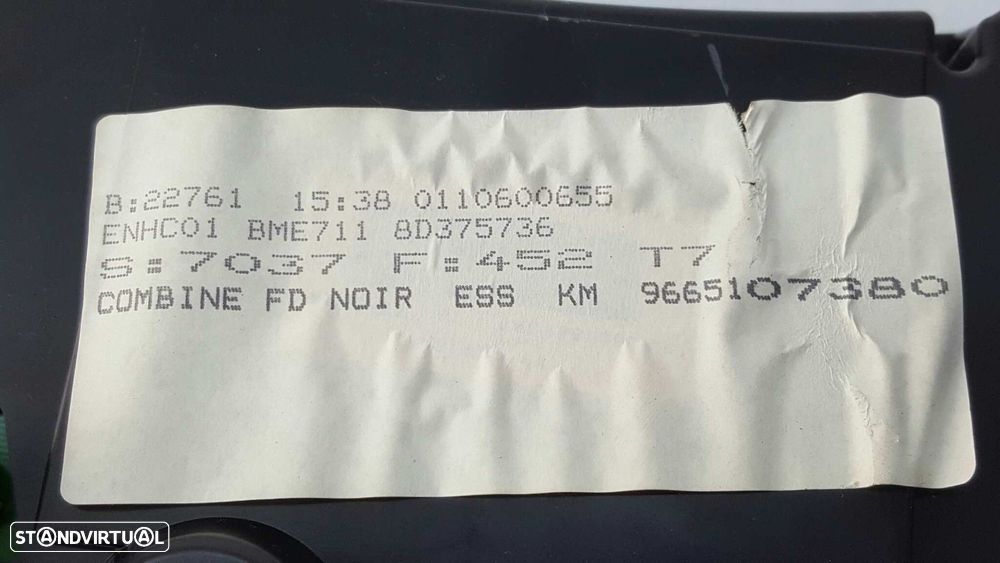 B:22761 15:38 0110600655
ENHC01 BME711 8D375736
S:7037 F:452 T7
COMBINE FD NOIR ESS KM 9665107380
STANDVIRTUAL